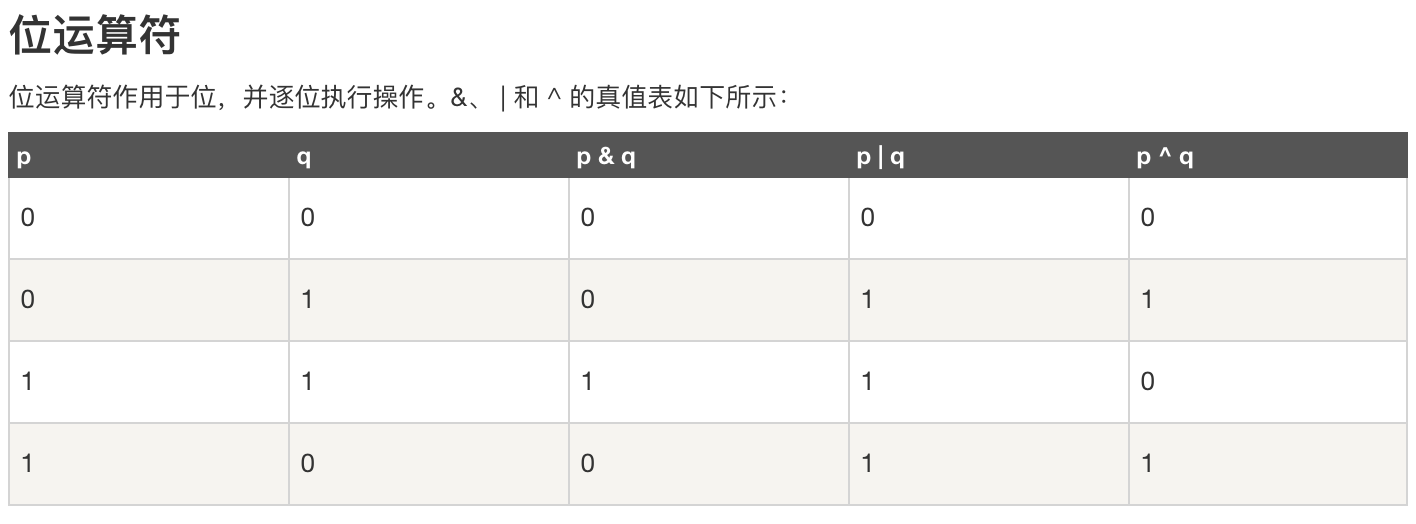 位运算符
位运算符作用于位，并逐位执行操作。&、 | 和 ^ 的真值表如下所示：
p q p & q p | q p ^ q
0 0 0 0 0
0 1 0 1 1
1 1 1 1 0
1 0 0 1 1